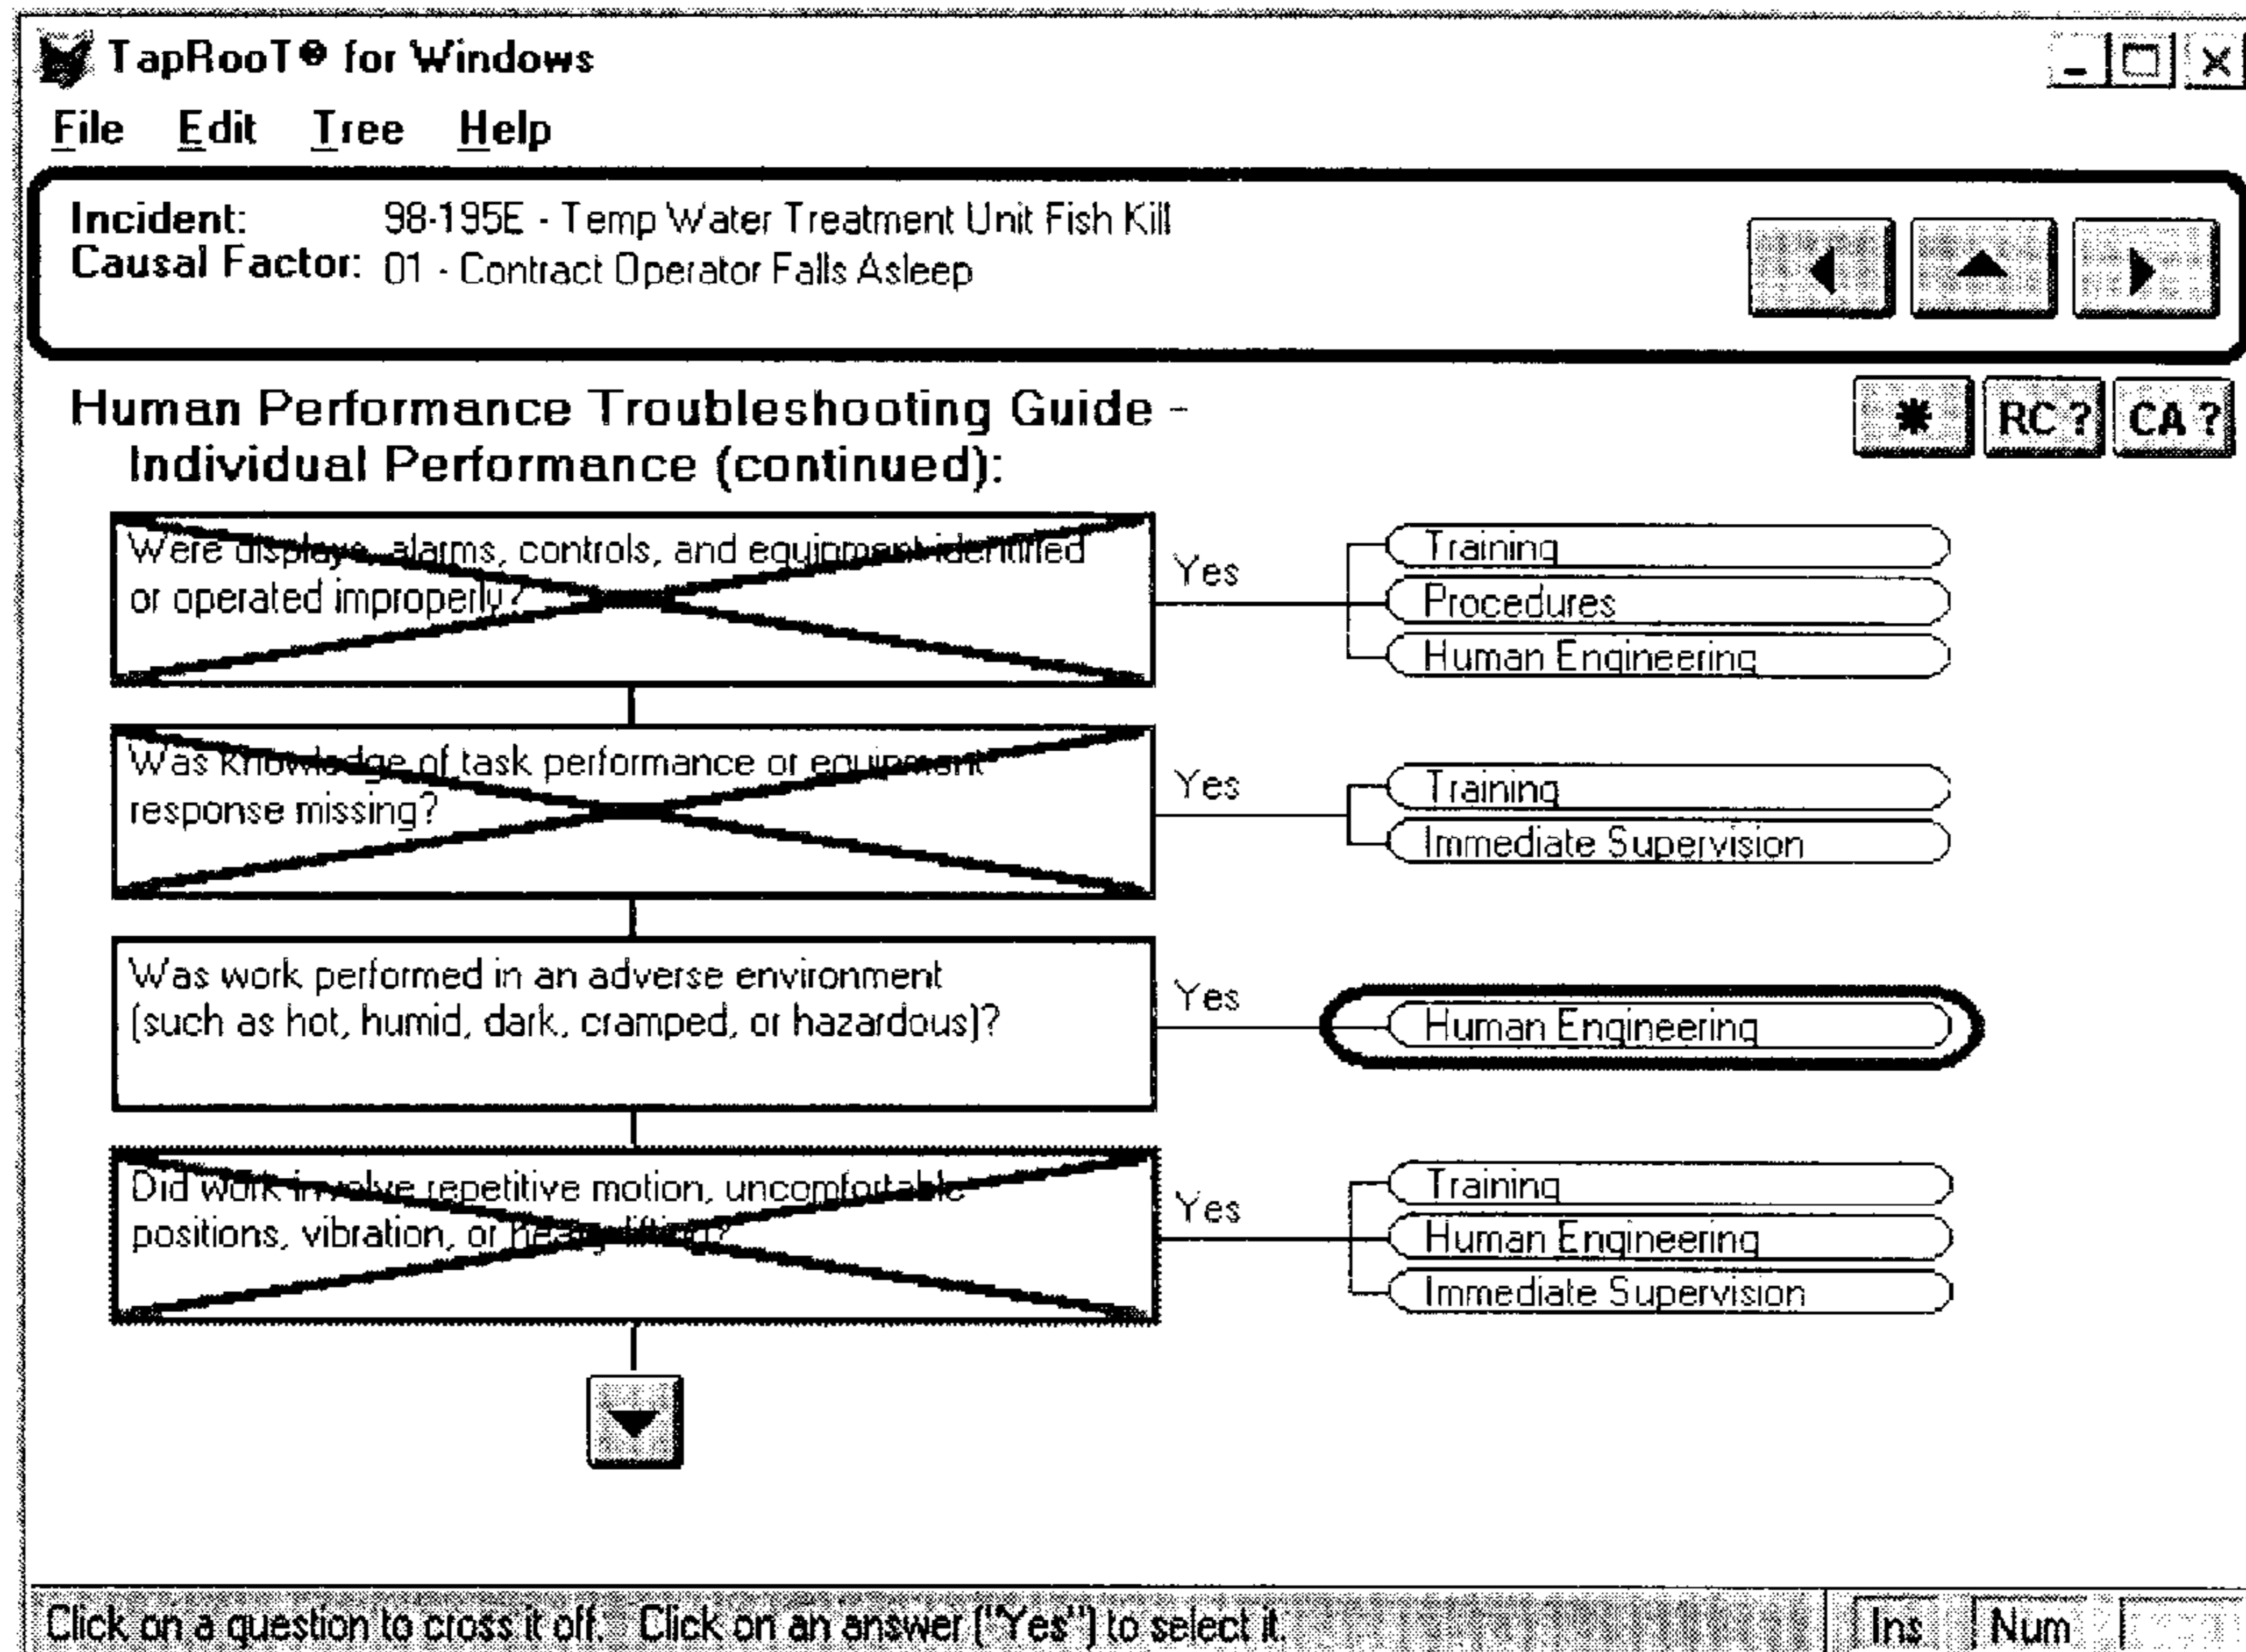 TapRooT® for Windows
File Edit Tree Help
Incident: 98-195E - Temp Water Treatment Unit Fish Kill
Causal Factor: 01 - Contract Operator Falls Asleep
Human Performance Troubleshooting Guide -
Individual Performance (continued):
* RC? CA?
Were displays, alarms, controls, and equipment identified
or operated improperly?
Yes
Training
Procedures
Human Engineering
Was knowledge of task performance or equipment
response missing?
Yes
Training
Immediate Supervision
Was work performed in an adverse environment
(such as hot, humid, dark, cramped, or hazardous)?
Yes
Human Engineering
Did work involve repetitive motion, uncomfortable
positions, vibration, or heavy lifting?
Yes
Training
Human Engineering
Immediate Supervision
Click on a question to cross it off. Click on an answer ("Yes") to select it.
Ins Num